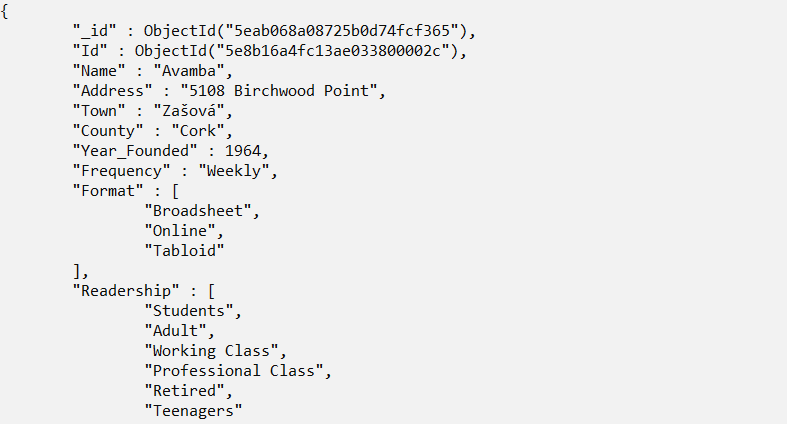 {
"_id" : ObjectId("5eab068a08725b0d74fcf365"),
"Id" : ObjectId("5e8b16a4fc13ae033800002c"),
"Name" : "Avamba",
"Address" : "5108 Birchwood Point",
"Town" : "Zašová",
"County" : "Cork",
"Year_Founded" : 1964,
"Frequency" : "Weekly",
"Format" : [
"Broadsheet",
"Online",
"Tabloid"
],
"Readership" : [
"Students",
"Adult",
"Working Class",
"Professional Class",
"Retired",
"Teenagers"